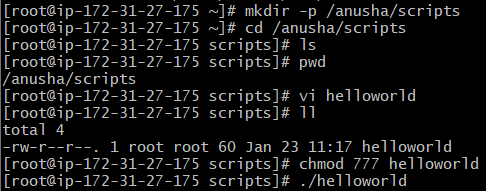 [root@ip-172-31-27-175 ~]# mkdir -p /anusha/scripts
[root@ip-172-31-27-175 ~]# cd /anusha/scripts
[root@ip-172-31-27-175 scripts]# ls
[root@ip-172-31-27-175 scripts]# pwd
/anusha/scripts
[root@ip-172-31-27-175 scripts]# vi helloworld
[root@ip-172-31-27-175 scripts]# ll
total 4
-rw-r--r--. 1 root root 60 Jan 23 11:17 helloworld
[root@ip-172-31-27-175 scripts]# chmod 777 helloworld
[root@ip-172-31-27-175 scripts]# ./helloworld